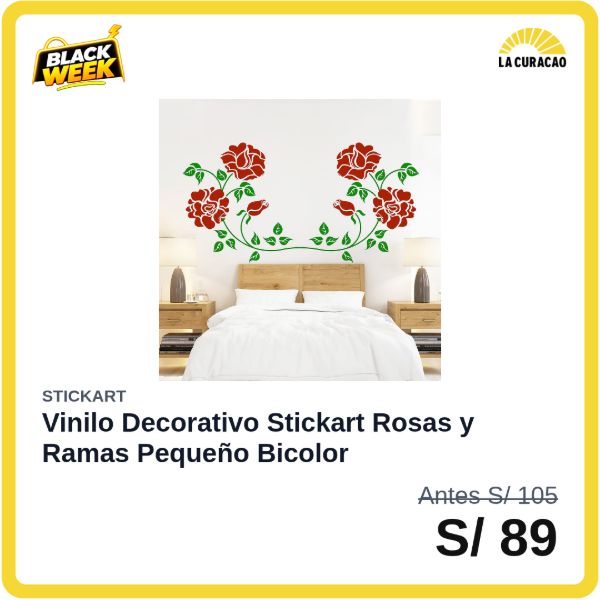 BLACK
WEEK
LA CURACAO
STICKART
Vinilo Decorativo Stickart Rosas y
Ramas Pequeño Bicolor
Antes S/ 105
S/ 89